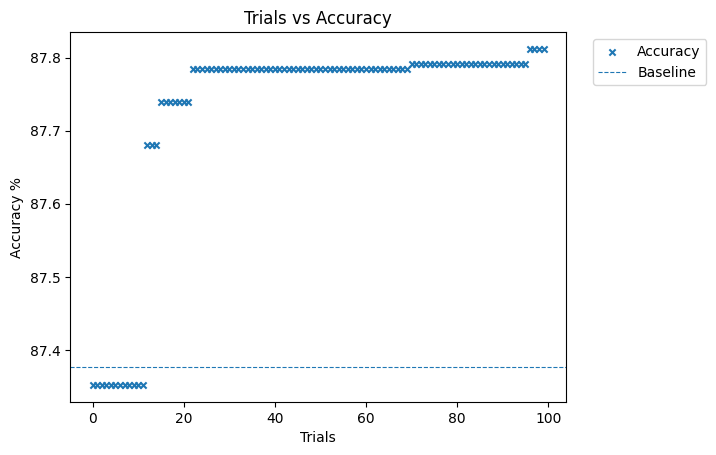 Trials vs Accuracy
87.8
87.7
87.6
87.5
87.4
Accuracy %
0
20
40
60
80
100
Trials
Accuracy
Baseline